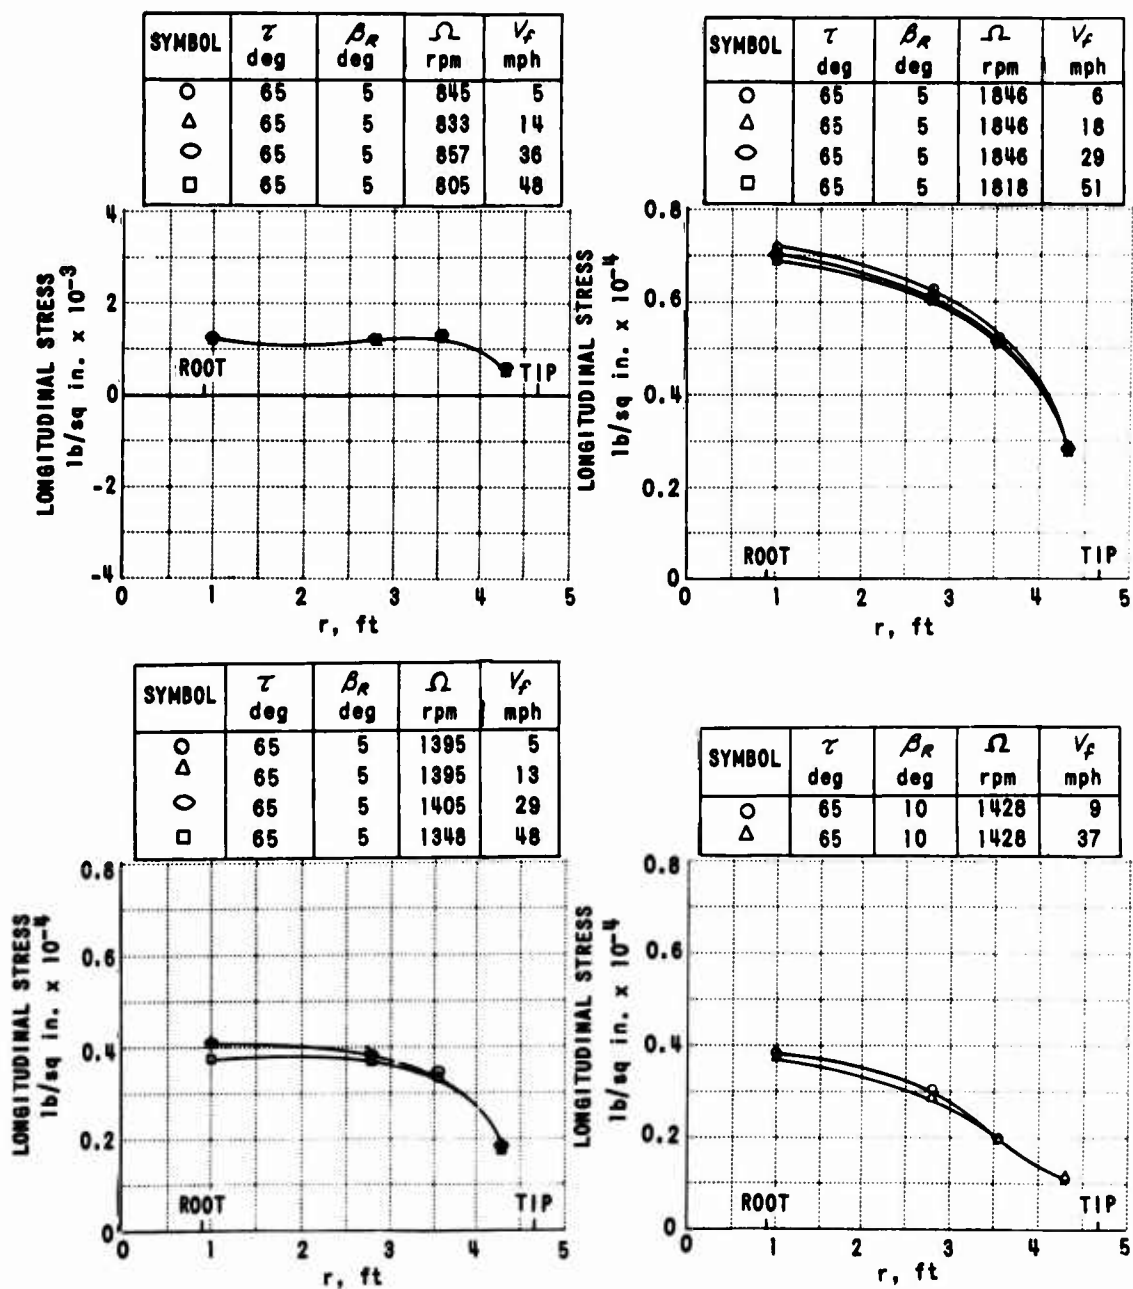 SYMBOL τ deg β_R deg Ω rpm V_f mph
○ 65 5 845 5
△ 65 5 833 14
⬭ 65 5 857 36
□ 65 5 805 48
LONGITUDINAL STRESS
lb/sq in. x 10⁻³
4
2
0
-2
-4
ROOT
TIP
0 1 2 3 4 5
r, ft
SYMBOL τ deg β_R deg Ω rpm V_f mph
○ 65 5 1846 6
△ 65 5 1846 18
⬭ 65 5 1846 29
□ 65 5 1818 51
LONGITUDINAL STRESS
lb/sq in. x 10⁻⁴
0.8
0.6
0.4
0.2
0
ROOT
TIP
0 1 2 3 4 5
r, ft
SYMBOL τ deg β_R deg Ω rpm V_f mph
○ 65 5 1395 5
△ 65 5 1395 13
⬭ 65 5 1405 29
□ 65 5 1348 48
LONGITUDINAL STRESS
lb/sq in. x 10⁻⁴
0.8
0.6
0.4
0.2
0
ROOT
TIP
0 1 2 3 4 5
r, ft
SYMBOL τ deg β_R deg Ω rpm V_f mph
○ 65 10 1428 9
△ 65 10 1428 37
LONGITUDINAL STRESS
lb/sq in. x 10⁻⁴
0.8
0.6
0.4
0.2
0
ROOT
TIP
0 1 2 3 4 5
r, ft